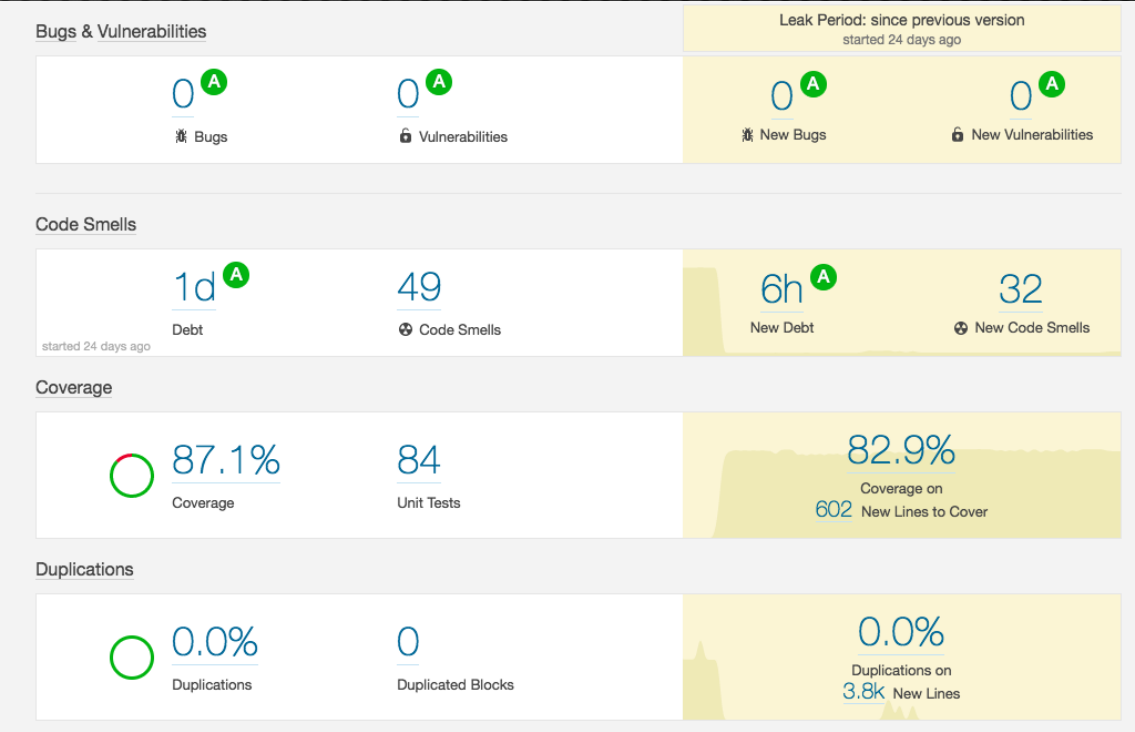 Bugs & Vulnerabilities
Leak Period: since previous version
started 24 days ago
0 A
0 A
0 A
0 A
Bugs
Vulnerabilities
New Bugs
New Vulnerabilities
Code Smells
1d A
49
6h A
32
Debt
Code Smells
New Debt
New Code Smells
started 24 days ago
Coverage
87.1%
84
82.9%
Coverage
Unit Tests
Coverage on
602 New Lines to Cover
Duplications
0.0%
0
0.0%
Duplications
Duplicated Blocks
Duplications on
3.8k New Lines